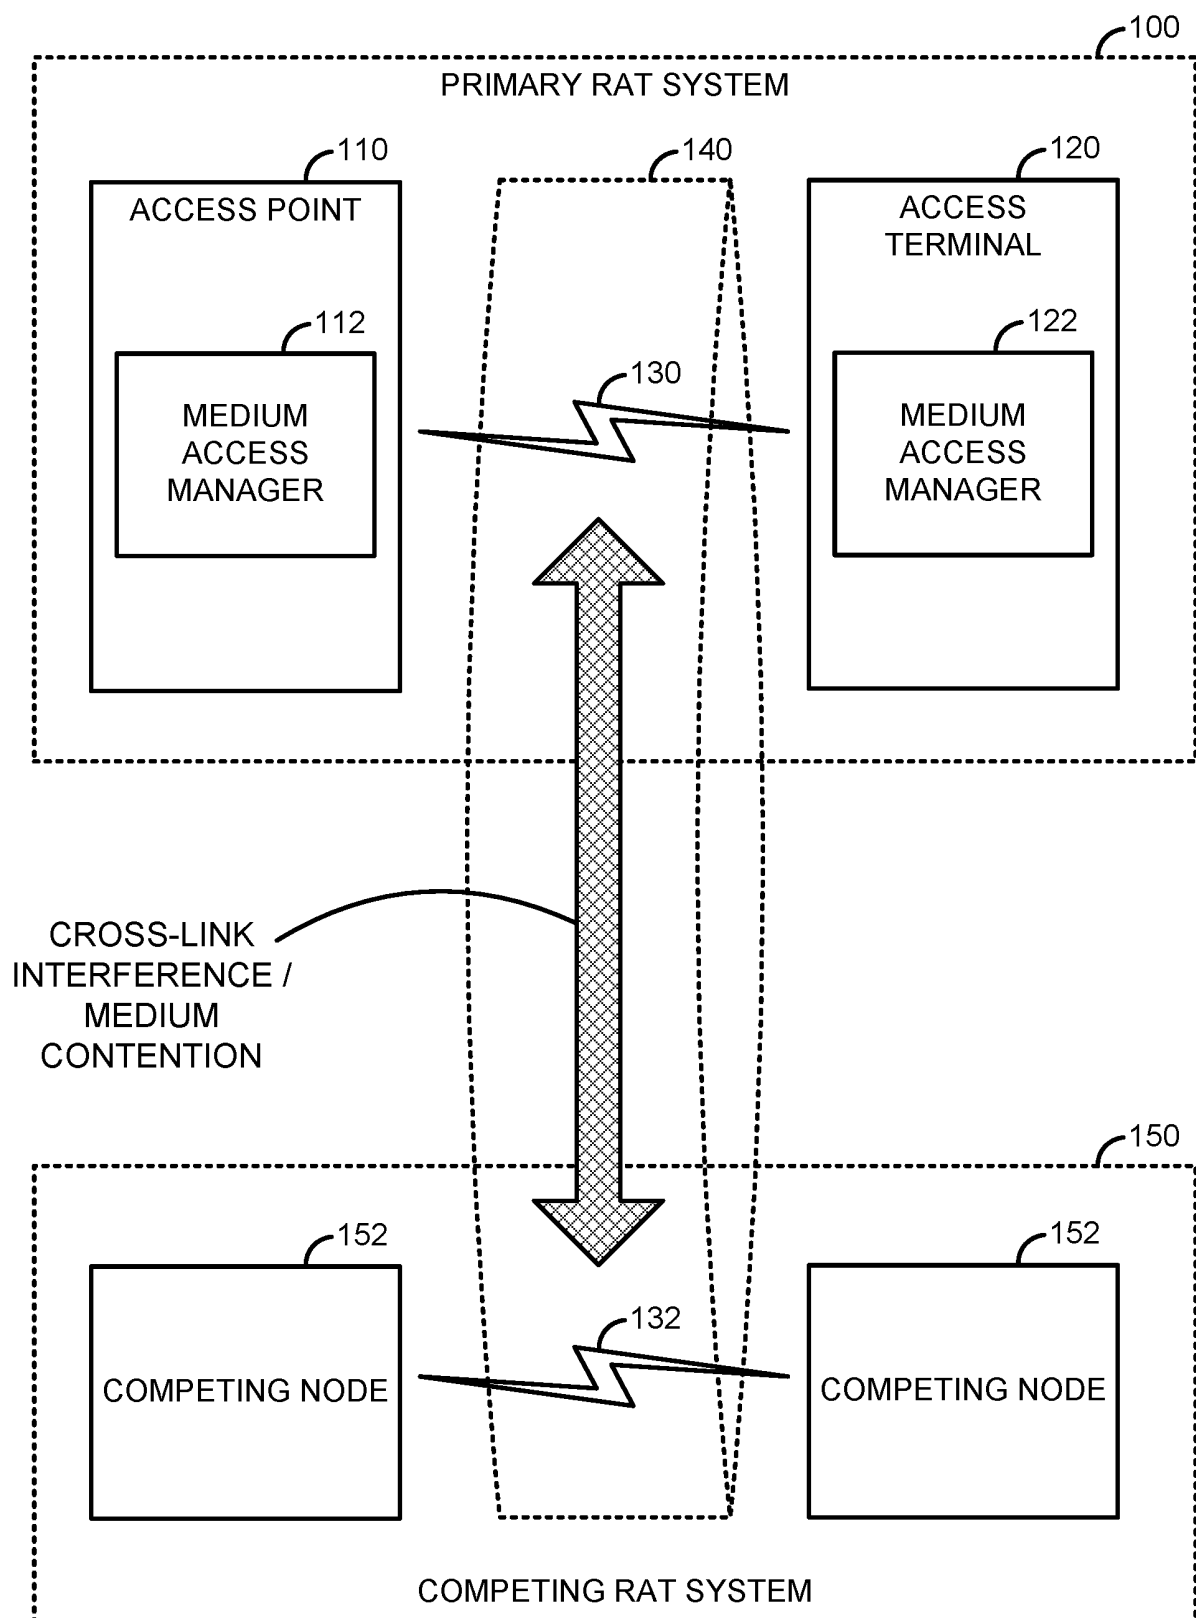 100
PRIMARY RAT SYSTEM
110
140
120
ACCESS POINT
ACCESS
TERMINAL
112
130
122
MEDIUM
ACCESS
MANAGER
MEDIUM
ACCESS
MANAGER
CROSS-LINK
INTERFERENCE /
MEDIUM
CONTENTION
150
152
152
132
COMPETING NODE
COMPETING NODE
COMPETING RAT SYSTEM